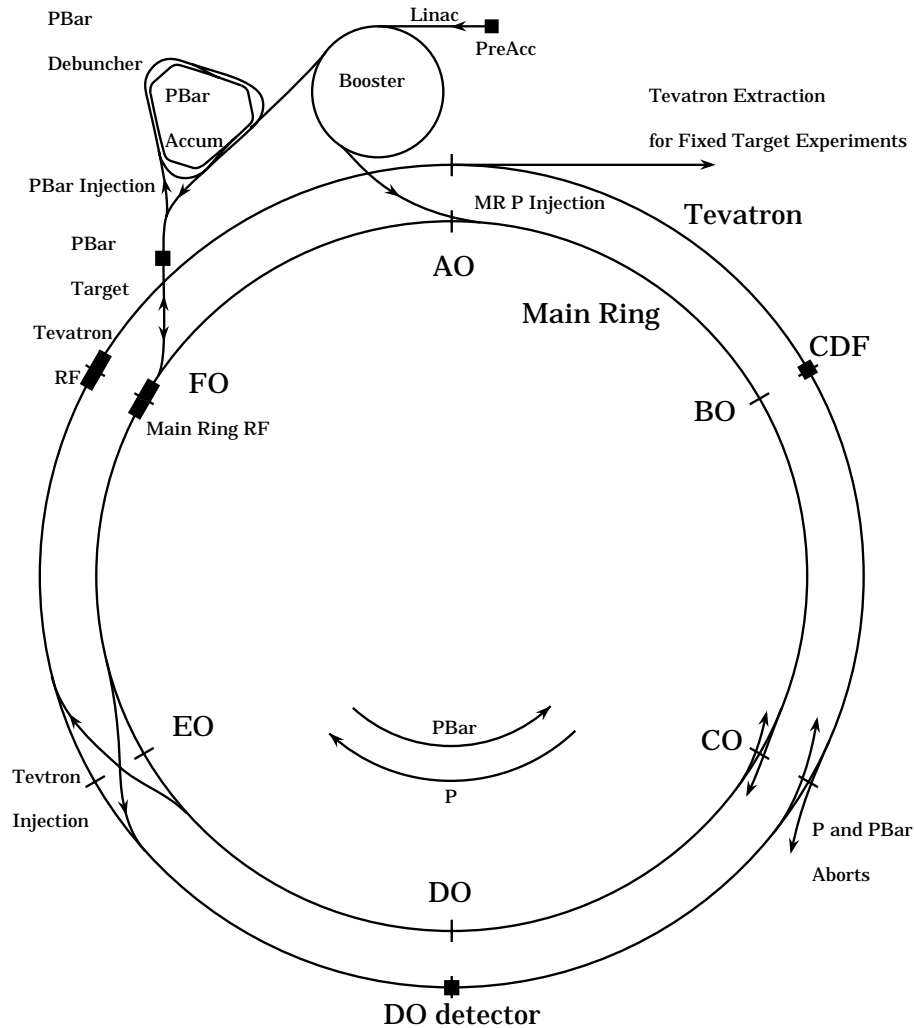 PBar
Debuncher
PBar
Accum
Linac
PreAcc
Booster
Tevatron Extraction
for Fixed Target Experiments
PBar Injection
MR P Injection
Tevatron
PBar
Target
AO
Main Ring
Tevatron
RF
FO
Main Ring RF
CDF
BO
EO
PBar
P
CO
Tevtron
Injection
P and PBar
Aborts
DO
DO detector